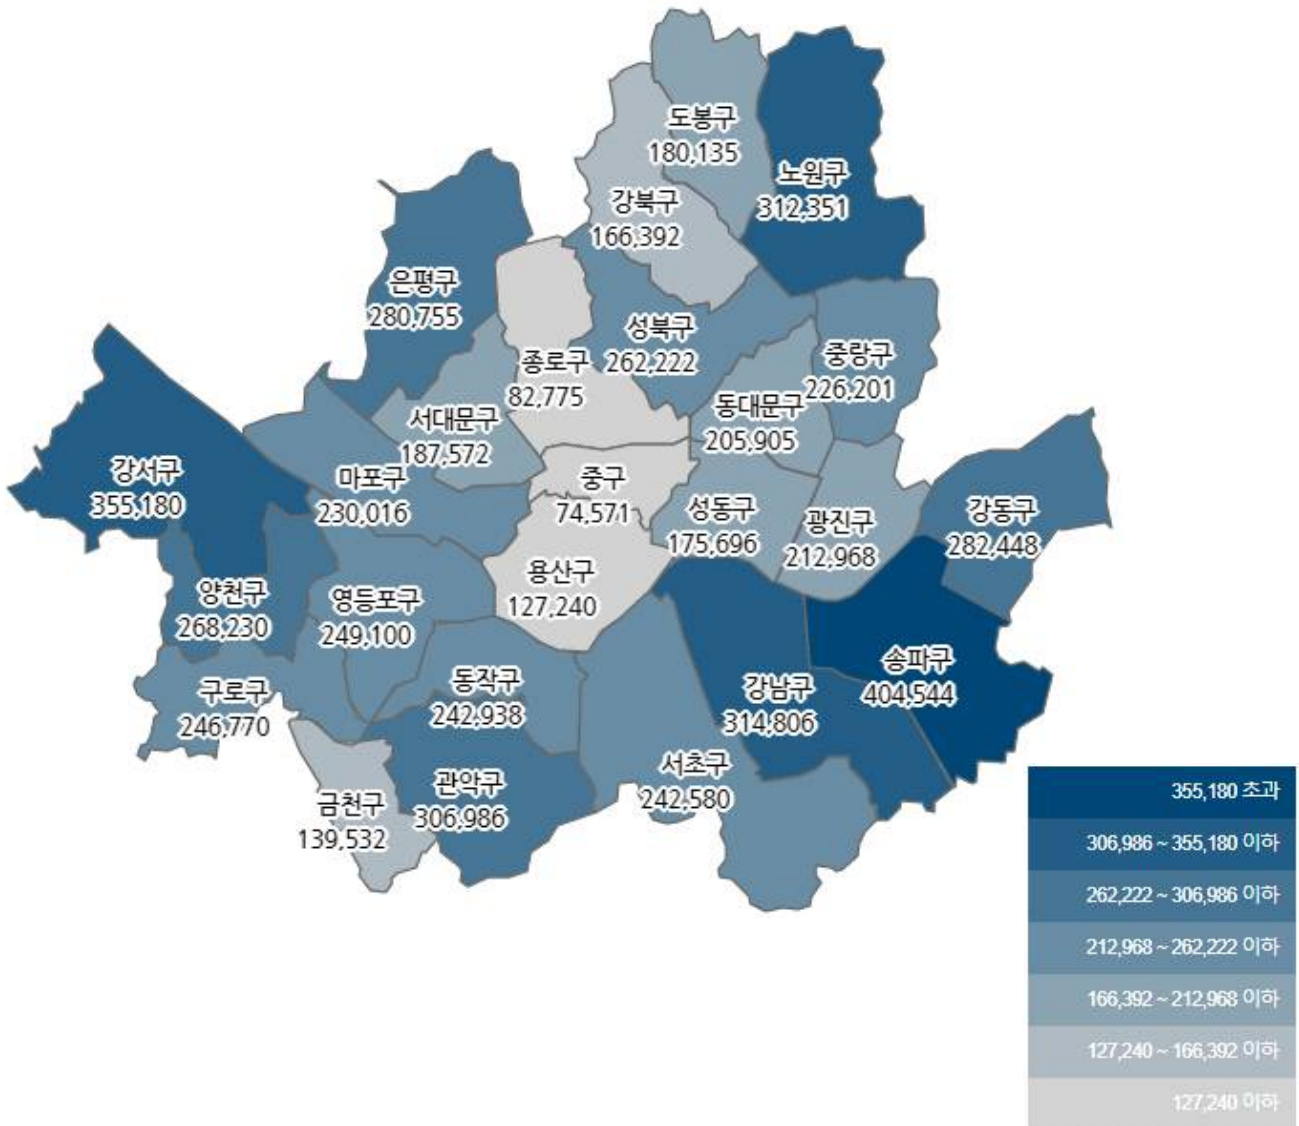 도봉구
180,135
노원구
312,351
강북구
166,392
은평구
280,755
성북구
262,222
종로구
82,775
중랑구
226,201
서대문구
187,572
동대문구
205,905
강서구
355,180
마포구
230,016
중구
74,571
성동구
175,696
광진구
212,968
강동구
282,448
양천구
268,230
영등포구
249,100
용산구
127,240
구로구
246,770
동작구
242,938
강남구
314,806
송파구
404,544
금천구
139,532
관악구
306,986
서초구
242,580
355,180 초과
306,986 ~ 355,180 이하
262,222 ~ 306,986 이하
212,968 ~ 262,222 이하
166,392 ~ 212,968 이하
127,240 ~ 166,392 이하
127,240 이하